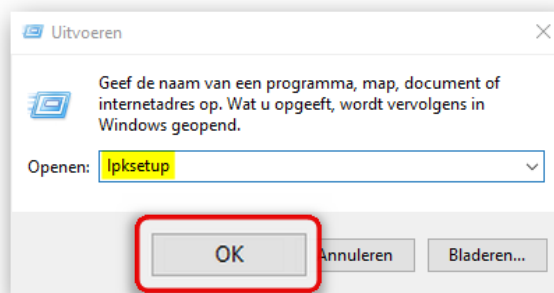 Uitvoeren
Geef de naam van een programma, map, document of
internetadres op. Wat u opgeeft, wordt vervolgens in
Windows geopend.
Openen: lpksetup
OK Annuleren Bladeren...